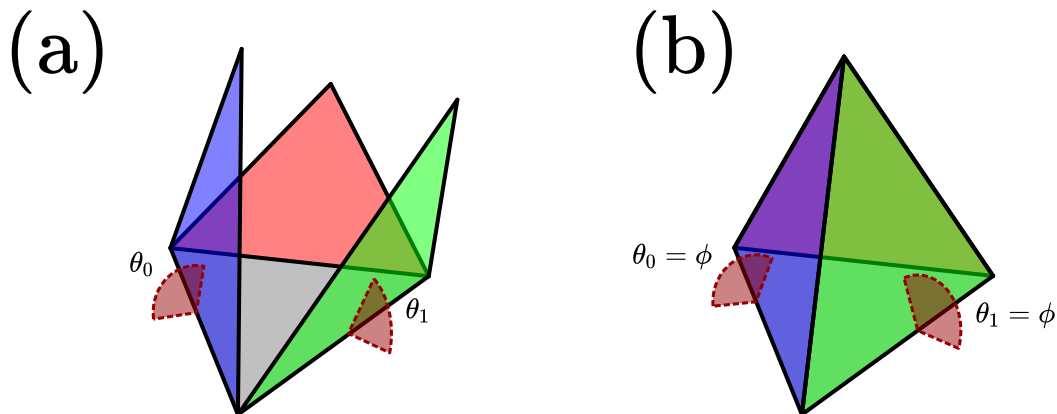 (a)
(b)
θ₀
θ₁
θ₀ = ϕ
θ₁ = ϕ